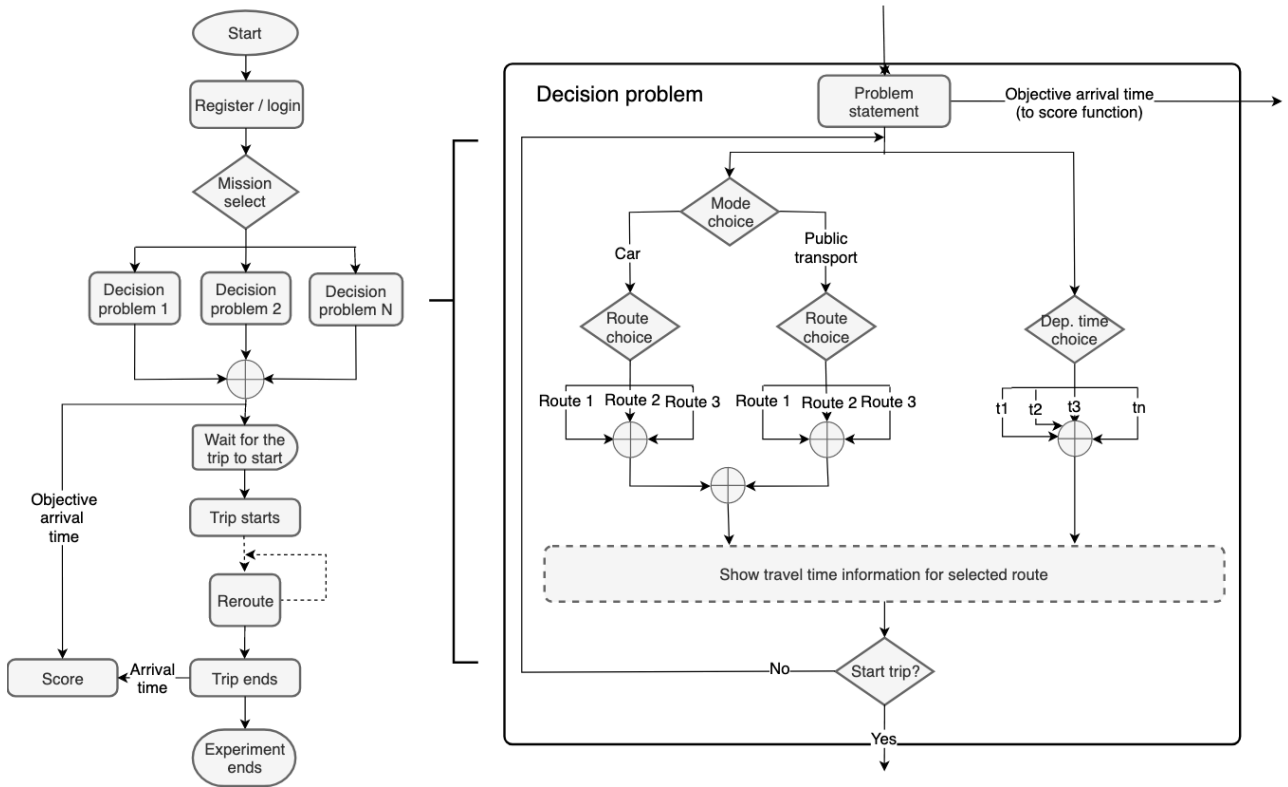 Start
Register / login
Mission
select
Decision
problem 1
Decision
problem 2
Decision
problem N
Wait for the
trip to start
Objective
arrival
time
Trip starts
Reroute
Score
Arrival
time
Trip ends
Experiment
ends
Decision problem
Problem
statement
Objective arrival time
(to score function)
Mode
choice
Car
Public
transport
Route
choice
Route
choice
Dep. time
choice
Route 1
Route 2
Route 3
Route 1
Route 2
Route 3
t1
t2
t3
tn
Show travel time information for selected route
No
Start trip?
Yes